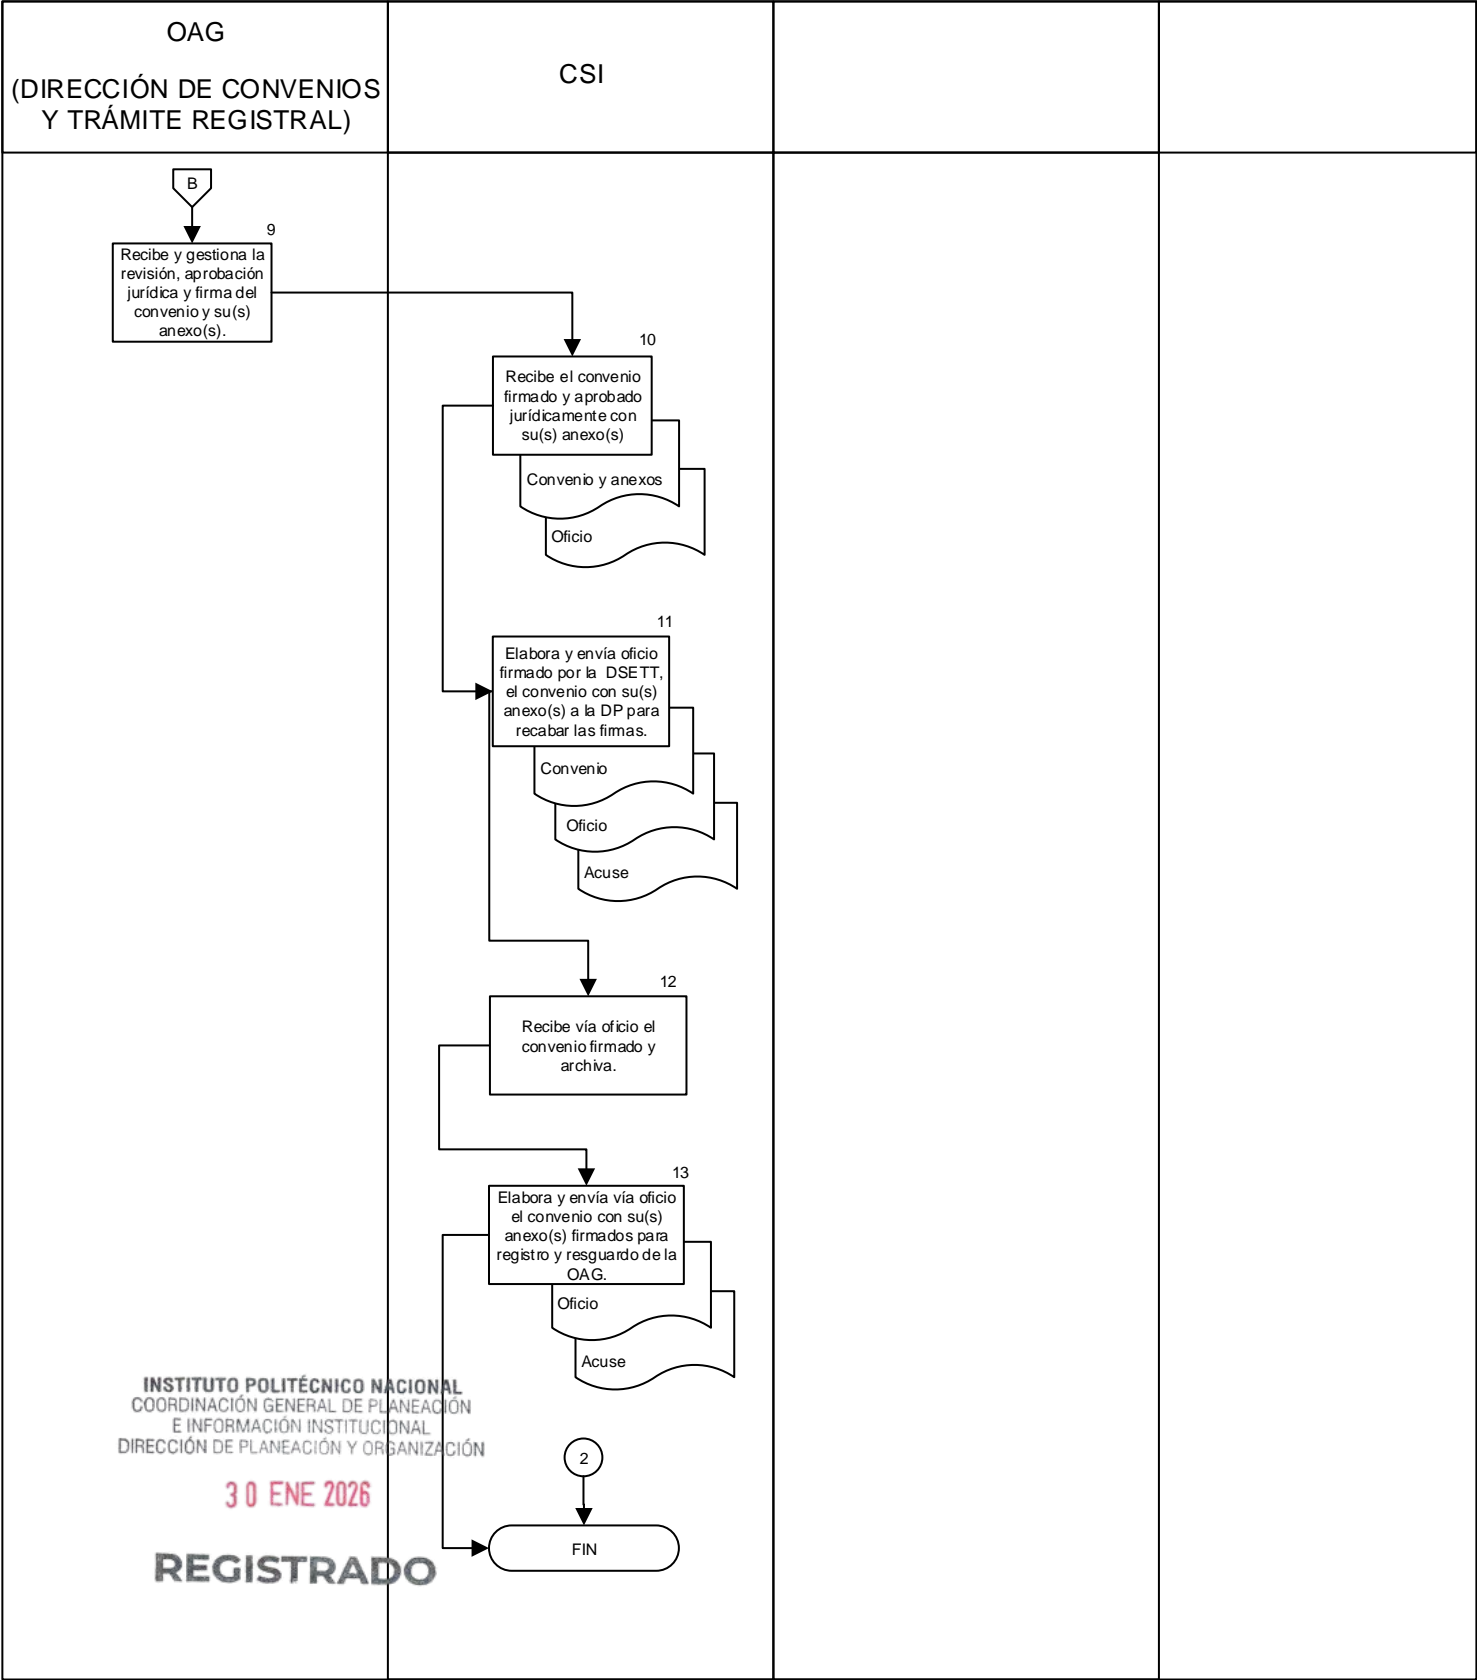 OAG
(DIRECCIÓN DE CONVENIOS
Y TRÁMITE REGISTRAL)
CSI
B
9
Recibe y gestiona la
revisión, aprobación
jurídica y firma del
convenio y su(s)
anexo(s).
10
Recibe el convenio
firmado y aprobado
jurídicamente con
su(s) anexo(s)
Convenio y anexos
Oficio
11
Elabora y envía oficio
firmado por la DSETT,
el convenio con su(s)
anexo(s) a la DP para
recabar las firmas.
Convenio
Oficio
Acuse
12
Recibe vía oficio el
convenio firmado y
archiva.
13
Elabora y envía vía oficio
el convenio con su(s)
anexo(s) firmados para
registro y resguardo de la
OAG.
Oficio
Acuse
INSTITUTO POLITÉCNICO NACIONAL
COORDINACIÓN GENERAL DE PLANEACIÓN
E INFORMACIÓN INSTITUCIONAL
DIRECCIÓN DE PLANEACIÓN Y ORGANIZACIÓN
30 ENE 2026
REGISTRADO
2
FIN